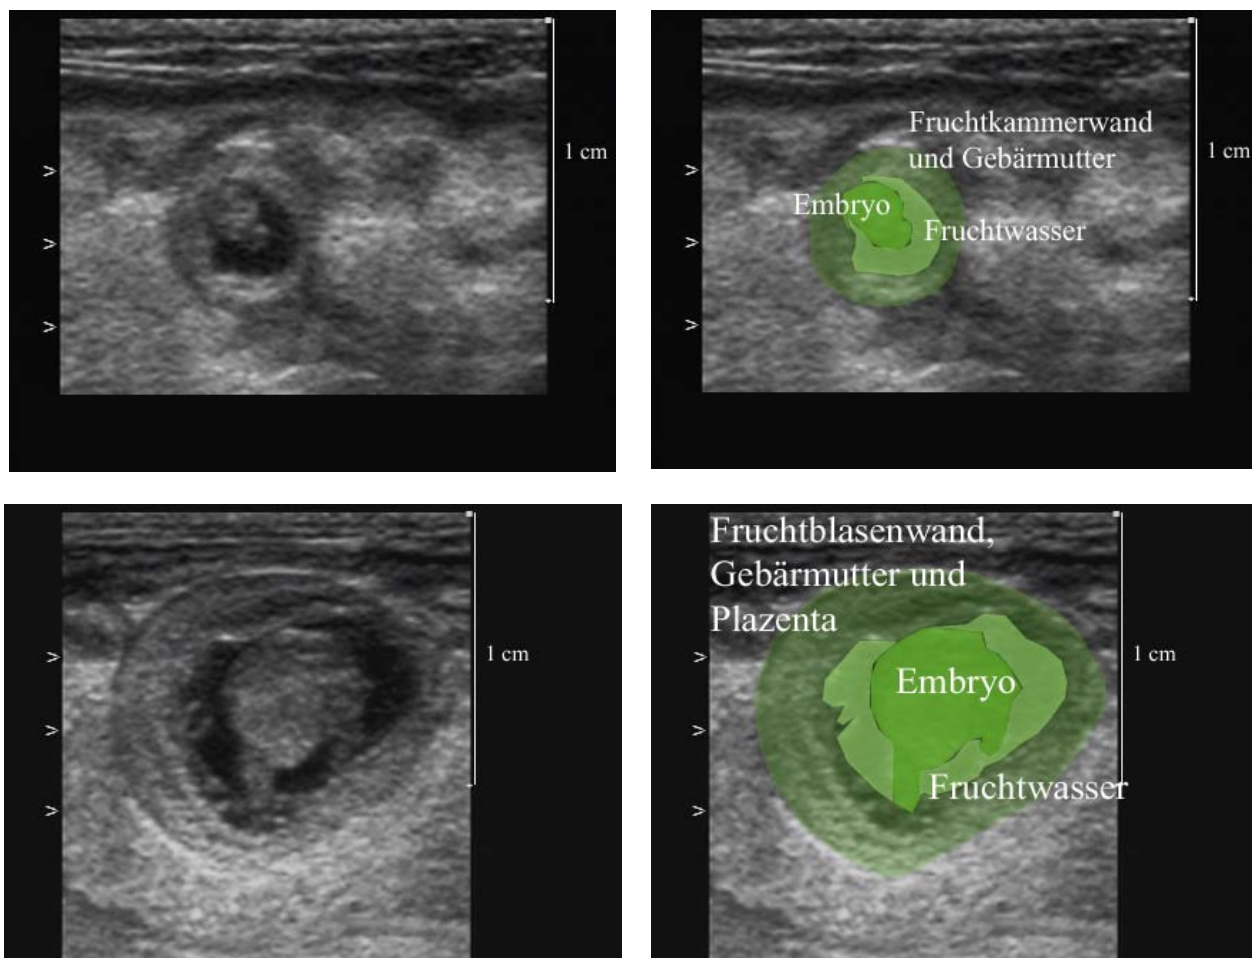 1 cm
Fruchtkammerwand
und Gebärmutter
Embryo
Fruchtwasser
1 cm
1 cm
Fruchtblasenwand,
Gebärmutter und
Plazenta
Embryo
Fruchtwasser
1 cm